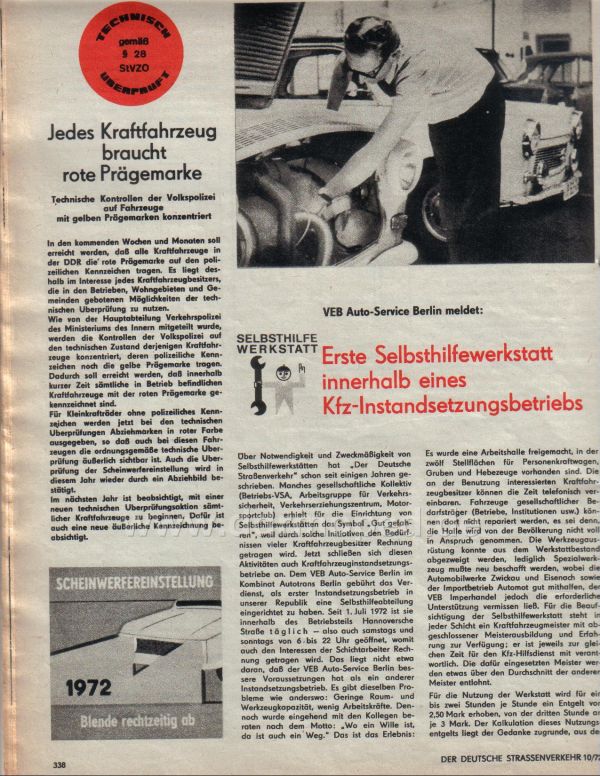 TECHNISCH
gemäß
§ 28
StVZO
ÜBERPRÜFT
Jedes Kraftfahrzeug
braucht
rote Prägemarke
Technische Kontrollen der Volkspolizei
auf Fahrzeuge
mit gelben Prägemarken konzentriert
In den kommenden Wochen und Monaten soll
erreicht werden, daß alle Kraftfahrzeuge in
der DDR die rote Prägemarke auf den poli-
zeilichen Kennzeichen tragen. Es liegt des-
halb im Interesse jedes Kraftfahrzeugbesitzers,
die in den Betrieben, Wohngebieten und Ge-
meinden gebotenen Möglichkeiten der tech-
nischen Überprüfung zu nutzen.
Wie von der Hauptabteilung Verkehrspolizei
des Ministeriums des Innern mitgeteilt wurde,
werden die Kontrollen der Volkspolizei auf
den technischen Zustand derjenigen Kraftfahr-
zeuge konzentriert, deren polizeiliche Kenn-
zeichen noch die gelbe Prägemarke tragen.
Dadurch soll erreicht werden, daß innerhalb
kurzer Zeit sämtliche in Betrieb befindlichen
Kraftfahrzeuge mit der roten Prägemarke ge-
kennzeichnet sind.
Für Kleinkrafträder ohne polizeiliches Kenn-
zeichen werden jetzt bei den technischen
Überprüfungen Abziehmarken in roter Farbe
ausgegeben, so daß auch bei diesen Fahr-
zeugen die ordnungsgemäße technische Über-
prüfung äußerlich sichtbar ist. Auch die Über-
prüfung der Scheinwerfereinstellung wird in
diesem Jahr wieder durch ein Abziehbild be-
stätigt.
Im nächsten Jahr ist beabsichtigt, mit einer
neuen technischen Überprüfungsaktion sämt-
licher Kraftfahrzeuge zu beginnen. Dafür ist
auch eine neue äußerliche Kennzeichnung be-
absichtigt.
SCHEINWERFEREINSTELLUNG
1972
Blende rechtzeitig ab
338
VEB Auto-Service Berlin meldet:
SELBSTHILFE
WERKSTATT
Erste Selbsthilfewerkstatt
innerhalb eines
Kfz-Instandsetzungsbetriebs
Über Notwendigkeit und Zweckmäßigkeit von
Selbsthilfewerkstätten hat „Der Deutsche
Straßenverkehr" schon seit einigen Jahren ge-
schrieben. Manches gesellschaftliche Kollektiv
(Betriebs-VSA, Arbeitsgruppe für Verkehrs-
sicherheit, Verkehrserziehungszentrum, Motor-
sportclub) erhielt für die Einrichtung von
Selbsthilfewerkstätten das Symbol „Gut gefah-
ren", weil durch solche Initiativen den Bedürf-
nissen vieler Kraftfahrzeugbesitzer Rechnung
getragen wird. Jetzt schließen sich diesen
Aktivitäten auch Kraftfahrzeuginstandsetzungs-
betriebe an. Dem VEB Auto-Service Berlin im
Kombinat Autotrans Berlin gebührt das Ver-
dienst, als erster Instandsetzungsbetrieb in
unserer Republik eine Selbsthilfeabteilung
eingerichtet zu haben. Seit 1. Juli 1972 ist sie
innerhalb des Betriebsteils Hannoversche
Straße täglich – also auch samstags und
sonntags von 6 bis 22 Uhr geöffnet, womit
auch den Interessen der Schichtarbeiter Rech-
nung getragen wird. Das liegt nicht etwa
daran, daß der VEB Auto-Service Berlin bes-
sere Voraussetzungen hat als ein anderer
Instandsetzungsbetrieb. Es gibt dieselben Pro-
bleme wie anderswo: Geringe Raum- und
Werkzeugkapazität, wenig Arbeitskräfte. Den-
noch wurde eingehend mit den Kollegen be-
raten nach dem Motto: „Wo ein Wille ist,
da ist auch ein Weg." Das ist das Ergebnis:
Es wurde eine Arbeitshalle freigemacht, in der
zwölf Stellflächen für Personenkraftwagen,
Gruben und Hebezeuge vorhanden sind. Die
an der Benutzung interessierten Kraftfahr-
zeugbesitzer können die Zeit telefonisch ver-
einbaren. Fahrzeuge gesellschaftlicher Be-
darfsträger (Betriebe, Institutionen usw.) kön-
nen dort nicht repariert werden, es sei denn,
die Halle wird von der Bevölkerung nicht voll
in Anspruch genommen. Die Werkzeugaus-
rüstung konnte aus dem Werkstattbestand
abgezweigt werden, lediglich Spezialwerk-
zeug mußte neu beschafft werden, wobei die
Automobilwerke Zwickau und Eisenach sowie
der Importbetrieb Automot gut mithalfen, der
VEB Imperhandel jedoch die erforderliche
Unterstützung vermissen ließ. Für die Beauf-
sichtigung der Selbsthilfewerkstatt steht in
jeder Schicht ein Kraftfahrzeugmeister mit ab-
geschlossener Meisterausbildung und Erfah-
rung zur Verfügung; er ist jeweils zur glei-
chen Zeit für den Kfz-Hilfsdienst mit verant-
wortlich. Die dafür eingesetzten Meister wer-
den etwas über den Durchschnitt der anderen
Meister entlohnt.
Für die Nutzung der Werkstatt wird für ein
bis zwei Stunden je Stunde ein Entgelt von
2,50 Mark erhoben, von der dritten Stunde an
je 3 Mark. Der Kalkulation dieses Nutzungs-
entgelts liegt der Gedanke zugrunde, aus de
DER DEUTSCHE STRASSENVERKEHR 10/72